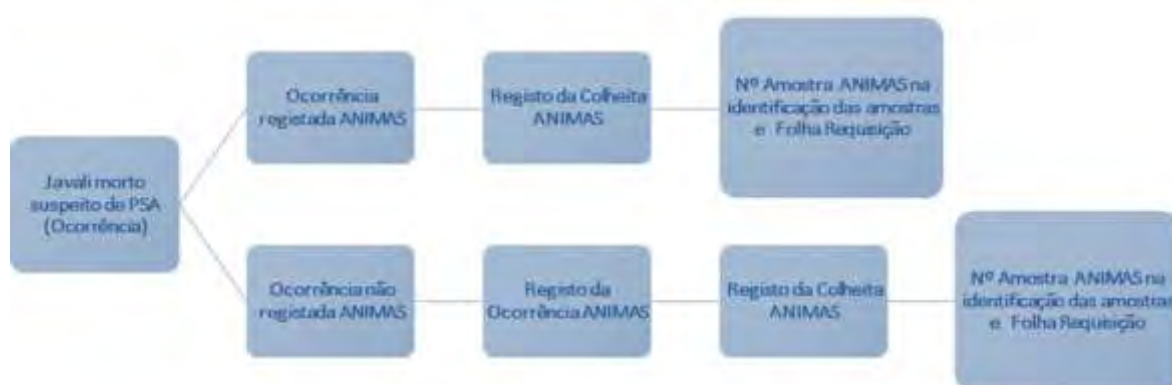 Javali morto
suspeito de PSA
(Ocorrência)
Ocorrência
registada ANIMAS
Registo da Colheita
ANIMAS
Nº Amostra ANIMAS na
identificação das amostras
e Folha Requisição
Ocorrência não
registada ANIMAS
Registo da
Ocorrência ANIMAS
Registo da Colheita
ANIMAS
Nº Amostra ANIMAS na
identificação das amostras
e Folha Requisição